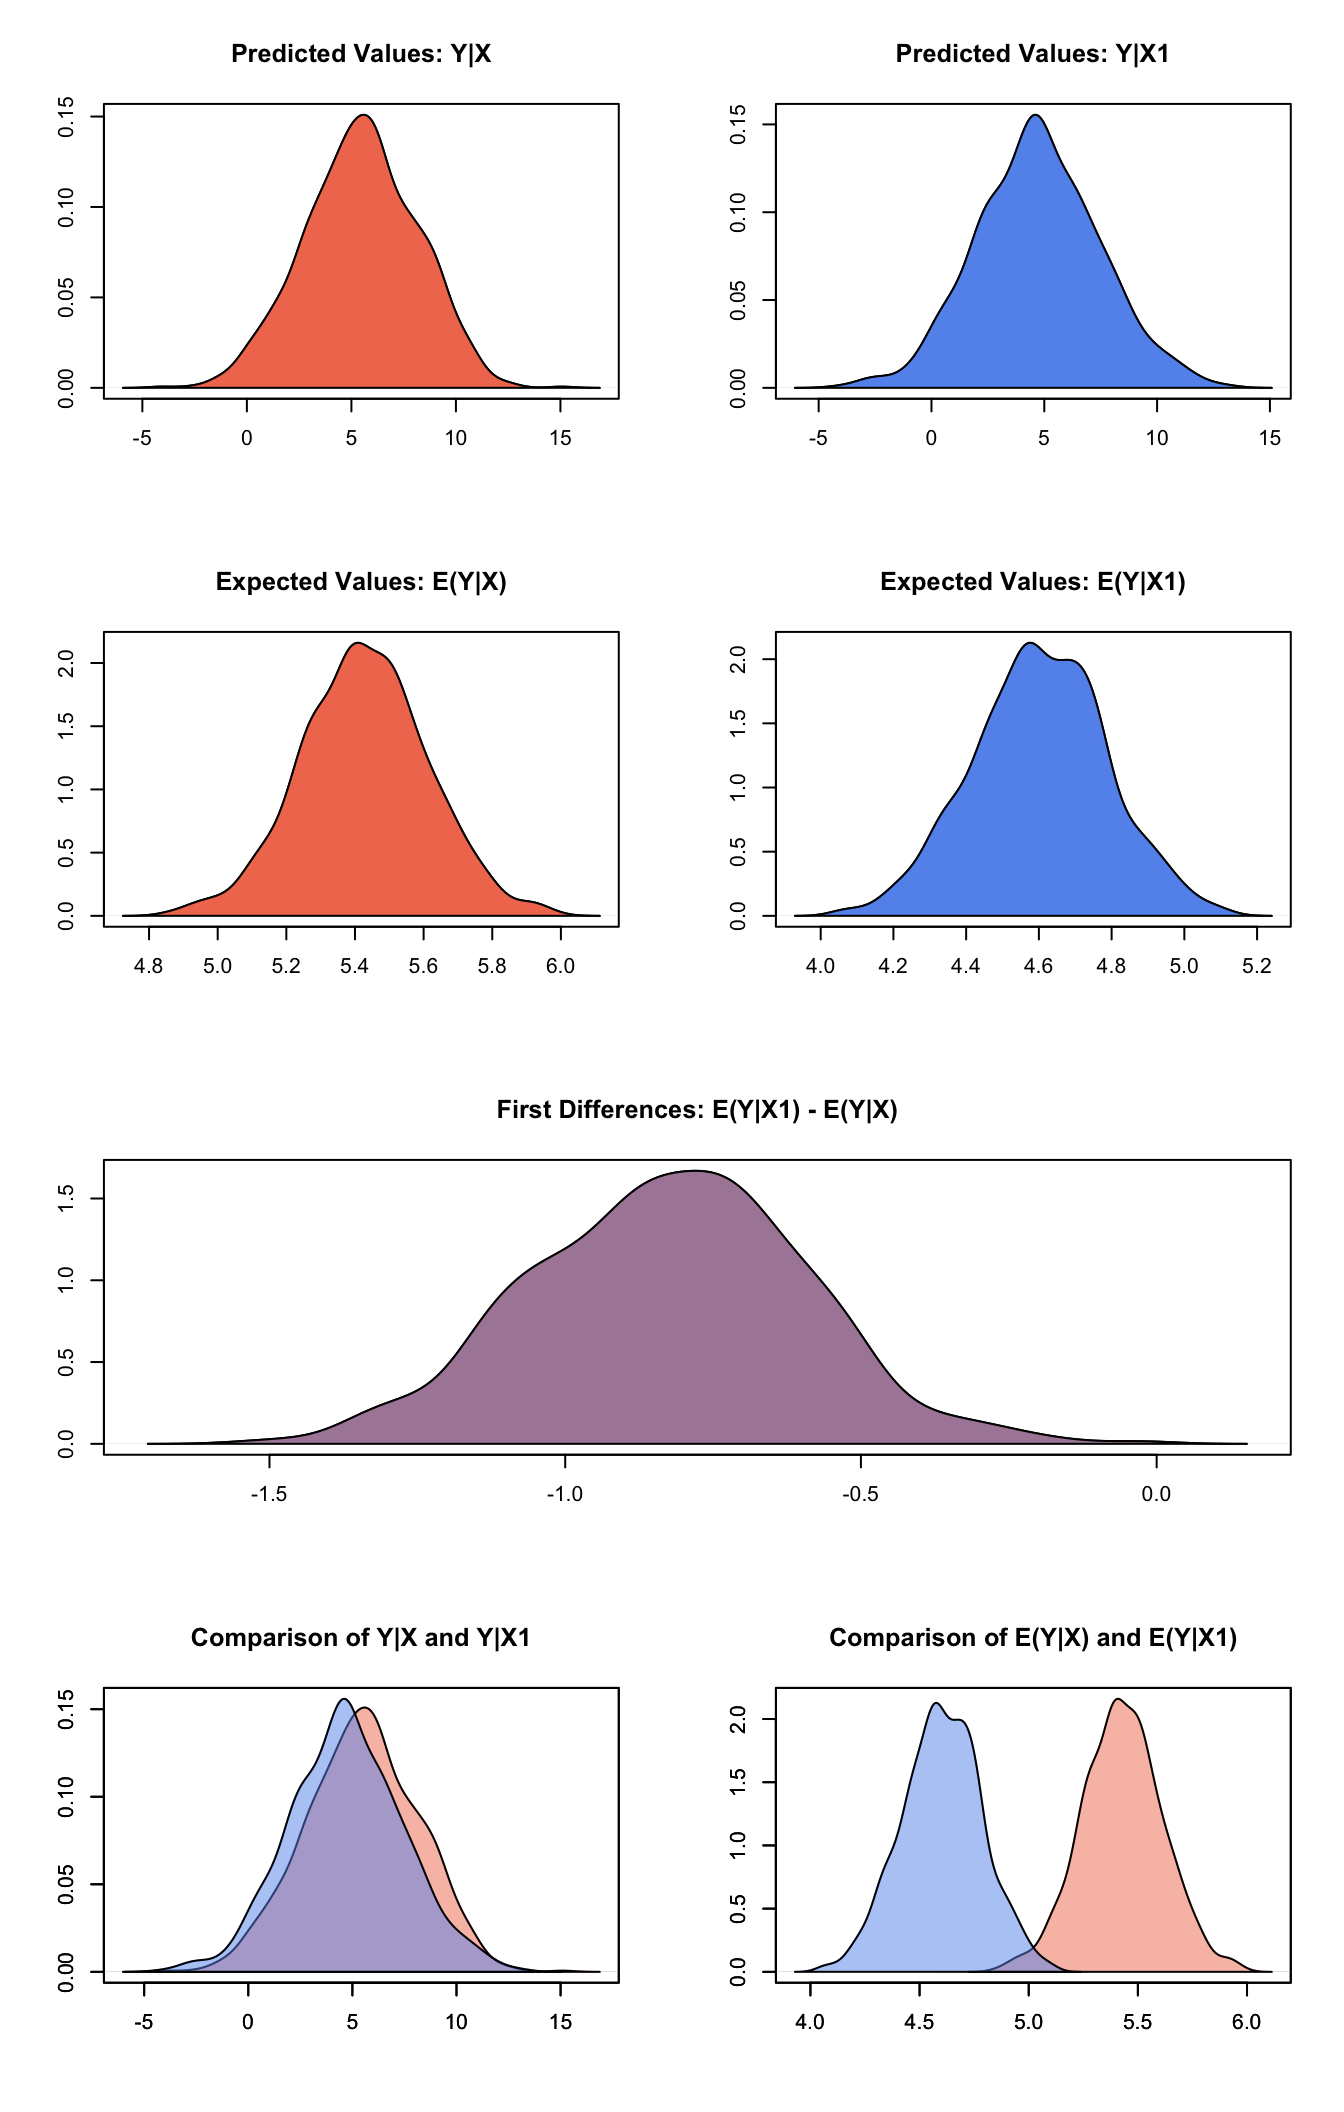 Predicted Values: Y|X
Predicted Values: Y|X1
0.00 0.05 0.10 0.15
-5 0 5 10 15
0.00 0.05 0.10 0.15
-5 0 5 10 15
Expected Values: E(Y|X)
Expected Values: E(Y|X1)
0.0 0.5 1.0 1.5 2.0
4.8 5.0 5.2 5.4 5.6 5.8 6.0
0.0 0.5 1.0 1.5 2.0
4.0 4.2 4.4 4.6 4.8 5.0 5.2
First Differences: E(Y|X1) - E(Y|X)
0.0 0.5 1.0 1.5
-1.5 -1.0 -0.5 0.0
Comparison of Y|X and Y|X1
Comparison of E(Y|X) and E(Y|X1)
0.00 0.05 0.10 0.15
-5 0 5 10 15
0.0 0.5 1.0 1.5 2.0
4.0 4.5 5.0 5.5 6.0